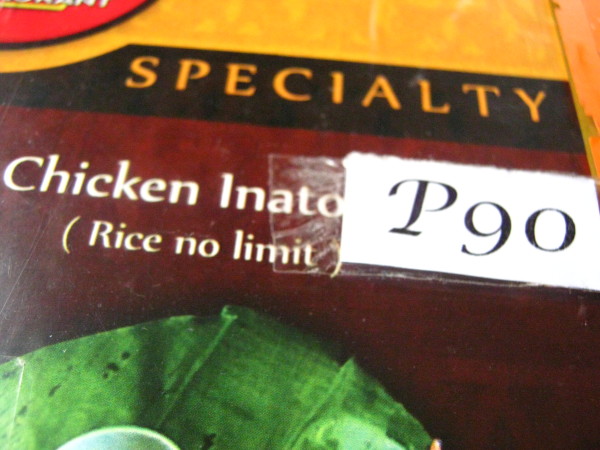 SPECIALTY
Chicken Inato
P90
( Rice no limit )